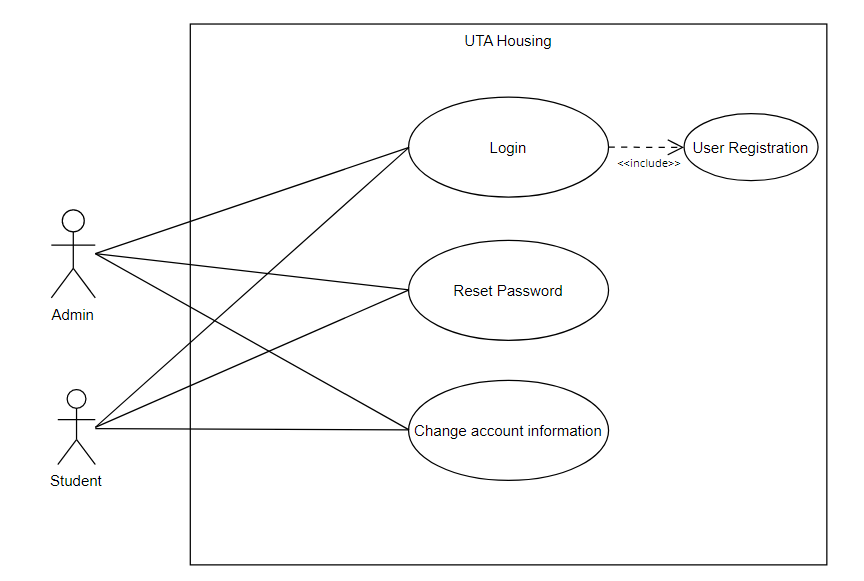 UTA Housing
Login
User Registration
<<include>>
Reset Password
Admin
Change account information
Student